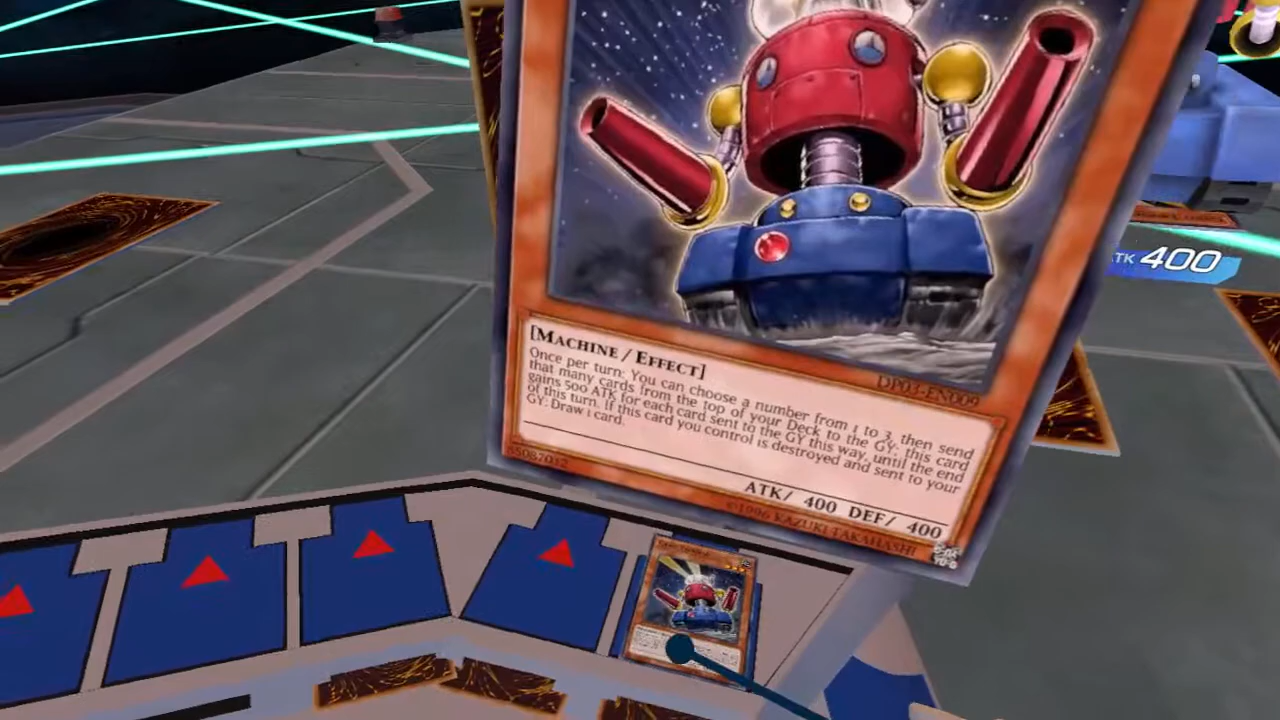 DP03-EN009
[MACHINE / EFFECT]
Once per turn: You can choose a number from 1 to 3, then send
that many cards from the top of your Deck to the GY; this card
gains 500 ATK for each card sent to the GY this way, until the end
of this turn. If this card you control is destroyed and sent to your
GY: Draw 1 card.
ATK/ 400 DEF/ 400
©1996 KAZUKI TAKAHASHI
ATK 400